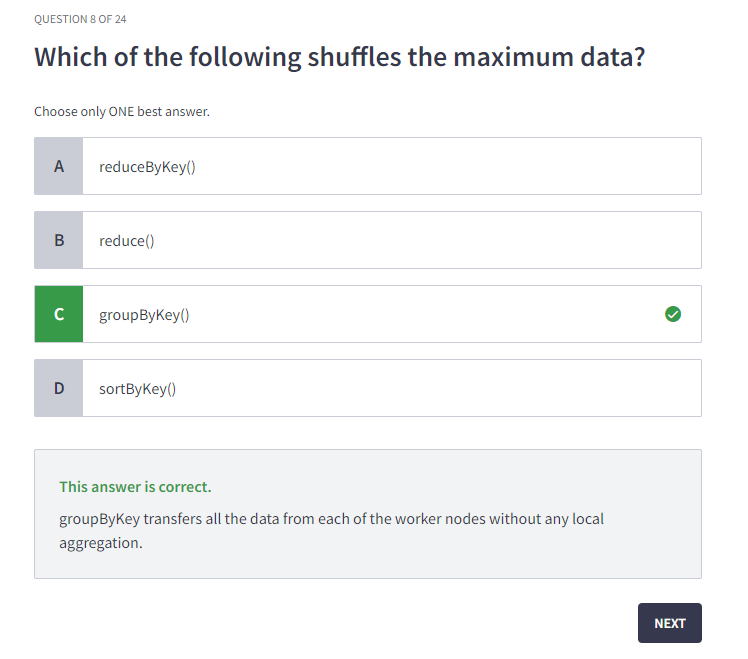 QUESTION 8 OF 24
Which of the following shuffles the maximum data?
Choose only ONE best answer.
A
reduceByKey()
B
reduce()
C
groupByKey()
D
sortByKey()
This answer is correct.
groupByKey transfers all the data from each of the worker nodes without any local
aggregation.
NEXT